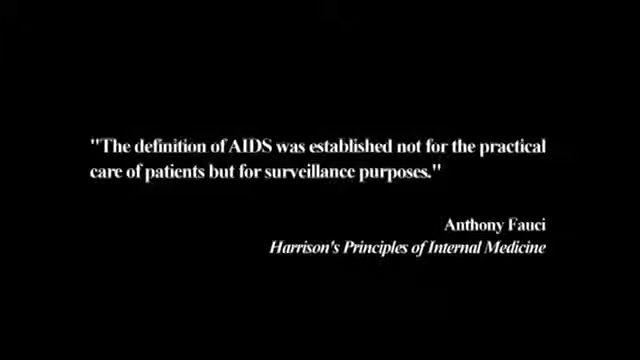 "The definition of AIDS was established not for the practical
care of patients but for surveillance purposes."
Anthony Fauci
Harrison's Principles of Internal Medicine